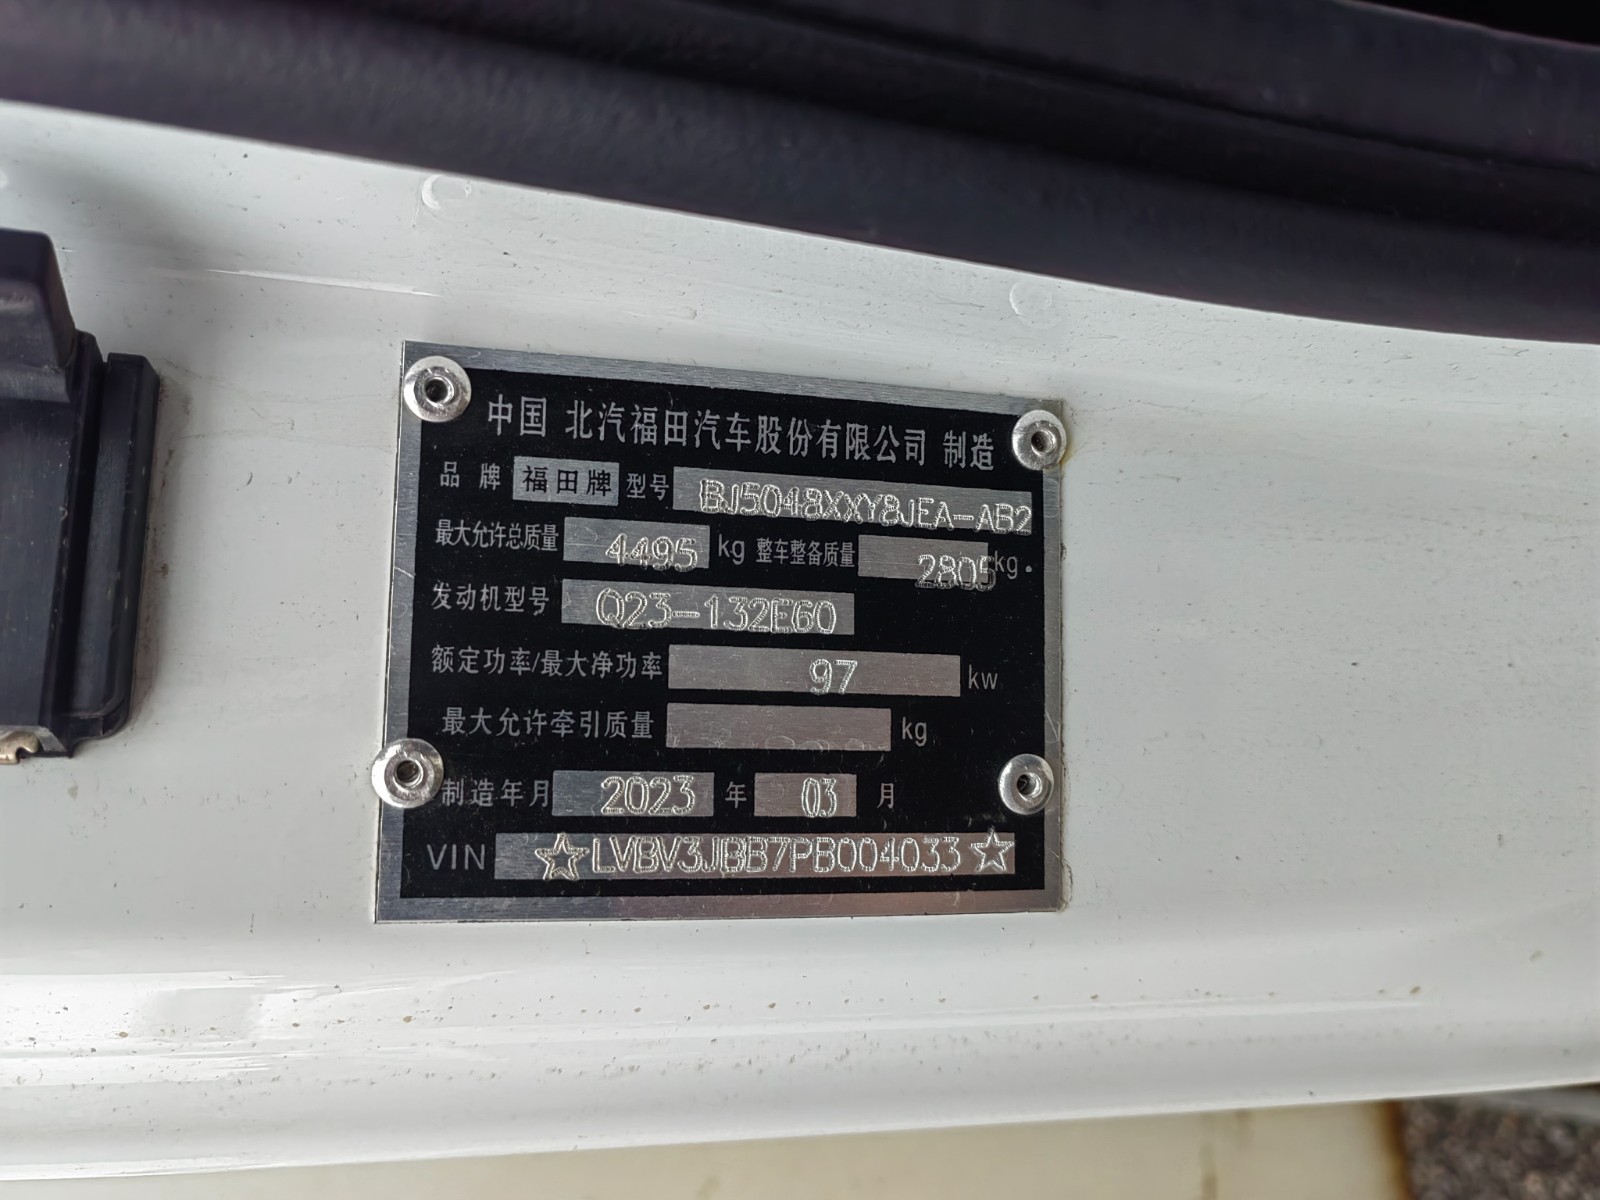 中国 北汽福田汽车股份有限公司 制造
品牌 福田牌 型号 BJ5048XXY8JEA-AB2
最大允许总质量 4495 kg 整车整备质量 2805 kg.
发动机型号 Q23-132E60
额定功率/最大净功率 97 kw
最大允许牵引质量 kg
制造年月 2023 年 03 月
VIN ☆LVBV3JBB7PB004033☆